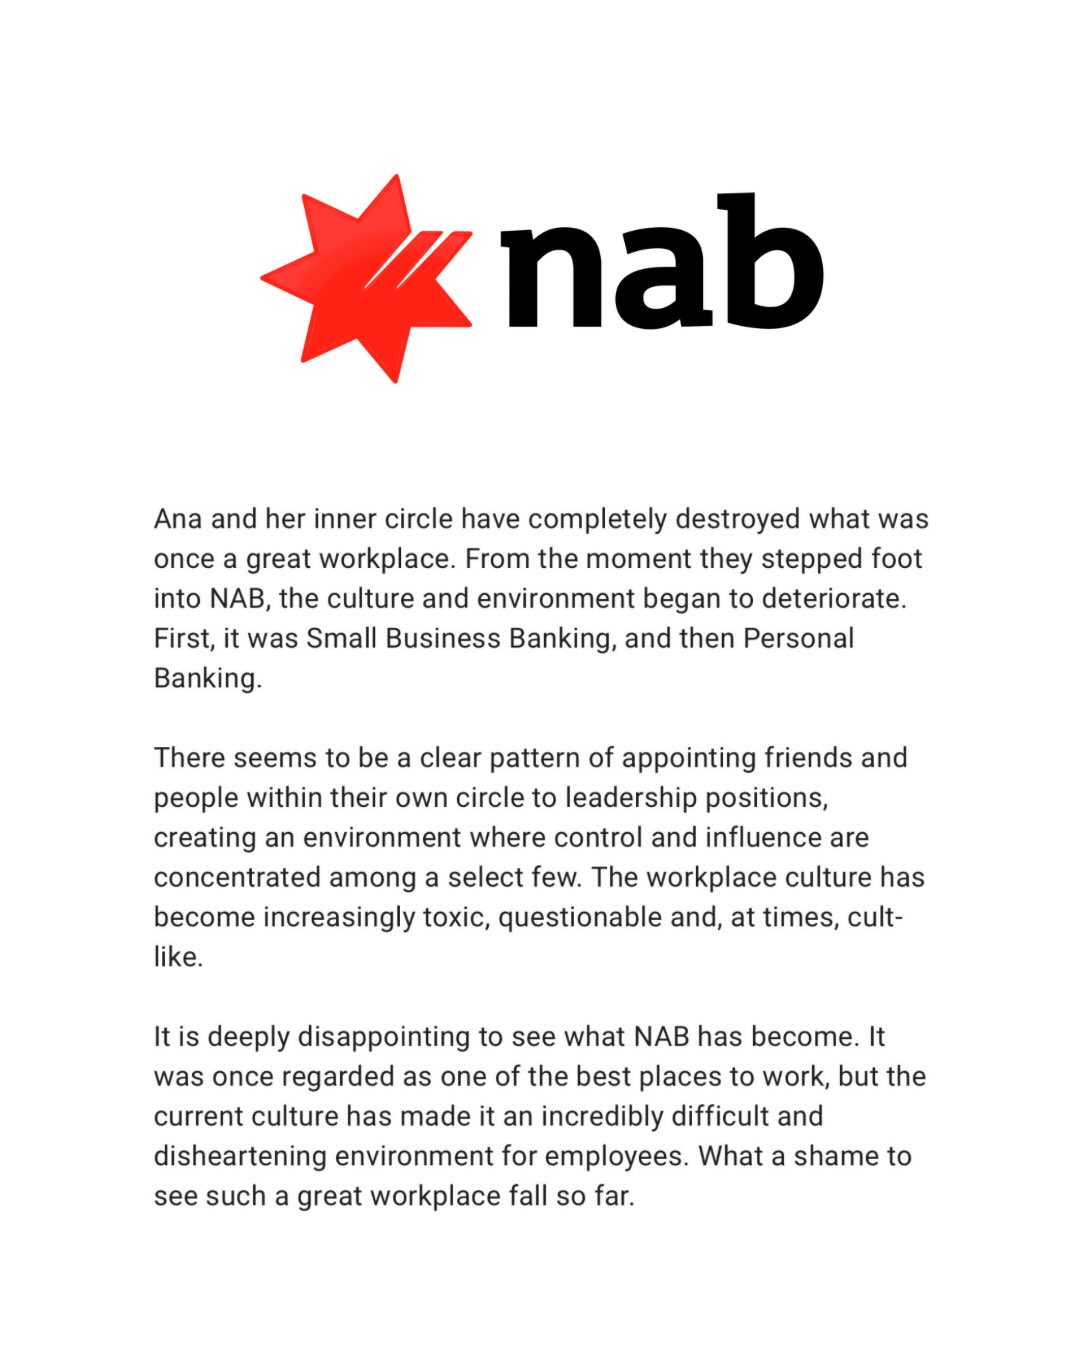 nab
Ana and her inner circle have completely destroyed what was
once a great workplace. From the moment they stepped foot
into NAB, the culture and environment began to deteriorate.
First, it was Small Business Banking, and then Personal
Banking.
There seems to be a clear pattern of appointing friends and
people within their own circle to leadership positions,
creating an environment where control and influence are
concentrated among a select few. The workplace culture has
become increasingly toxic, questionable and, at times, cult-
like.
It is deeply disappointing to see what NAB has become. It
was once regarded as one of the best places to work, but the
current culture has made it an incredibly difficult and
disheartening environment for employees. What a shame to
see such a great workplace fall so far.